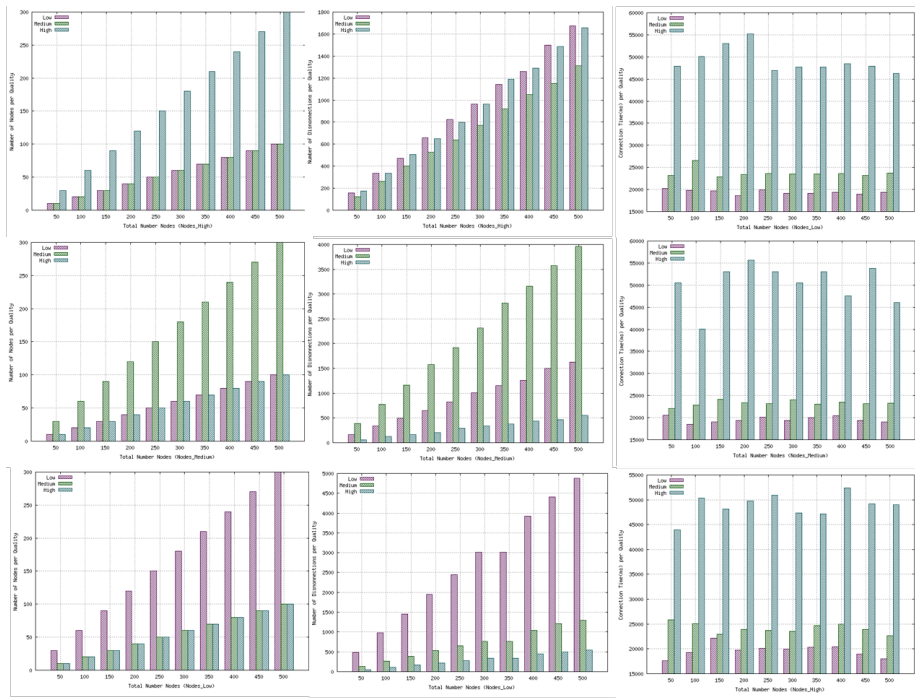 300
250
200
150
100
50
0
Number of Nodes per Quality
Low
Medium
High
50 100 150 200 250 300 350 400 450 500
Total Number Nodes (Nodes_High)
1800
1600
1400
1200
1000
800
600
400
200
0
Number of Disnonnections per Quality
Low
Medium
High
50 100 150 200 250 300 350 400 450 500
Total Number Nodes (Nodes_High)
60000
55000
50000
45000
40000
35000
30000
25000
20000
15000
Connection Time(ms) per Quality
Low
Medium
High
50 100 150 200 250 300 350 400 450 500
Total Number Nodes (Nodes_Low)
300
250
200
150
100
50
0
Number of Nodes per Quality
Low
Medium
High
50 100 150 200 250 300 350 400 450 500
Total Number Nodes (Nodes_Medium)
4000
3500
3000
2500
2000
1500
1000
500
0
Number of Disnonnections per Quality
Low
Medium
High
50 100 150 200 250 300 350 400 450 500
Total Number Nodes (Nodes_Medium)
60000
55000
50000
45000
40000
35000
30000
25000
20000
15000
Connection Time(ms) per Quality
Low
Medium
High
50 100 150 200 250 300 350 400 450 500
Total Number Nodes (Nodes_Medium)
300
250
200
150
100
50
0
Number of Nodes per Quality
Low
Medium
High
50 100 150 200 250 300 350 400 450 500
Total Number Nodes (Nodes_Low)
5000
4500
4000
3500
3000
2500
2000
1500
1000
500
0
Number of Disnonnections per Quality
Low
Medium
High
50 100 150 200 250 300 350 400 450 500
Total Number Nodes (Nodes_Low)
55000
50000
45000
40000
35000
30000
25000
20000
15000
Connection Time(ms) per Quality
Low
Medium
High
50 100 150 200 250 300 350 400 450 500
Total Number Nodes (Nodes_High)